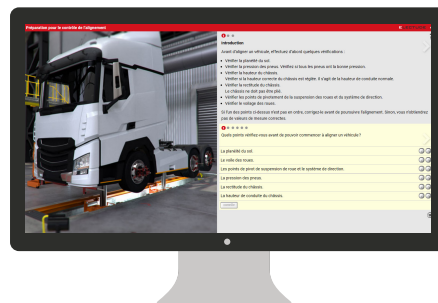 Préparation pour le contrôle de l'alignement
Introduction
Avant d'aligner un véhicule, effectuez d'abord quelques vérifications :
Vérifier la planéité du sol.
Vérifier la pression des pneus. Vérifiez si tous les pneus ont la bonne pression.
Vérifier la hauteur du châssis.
Vérifier si la hauteur correcte du châssis est réglée. Il s'agit de la hauteur de conduite normale.
Vérifier la rectitude du châssis.
Le châssis ne doit pas être plié.
Vérifier les points de pivotement de la suspension des roues et du système de direction.
Vérifier le voilage des roues.
Si l'un des points ci-dessus n'est pas en ordre, corrigez-le avant de poursuivre l'alignement. Sinon, vous n'obtiendrez
pas de valeurs de mesure correctes.
Quels points vérifiez-vous avant de pouvoir commencer à aligner un véhicule ?
La planéité du sol.
Le voile des roues.
Les points de pivot de suspension de roue et le système de direction.
La pression des pneus.
La rectitude du châssis.
La hauteur de conduite du châssis.